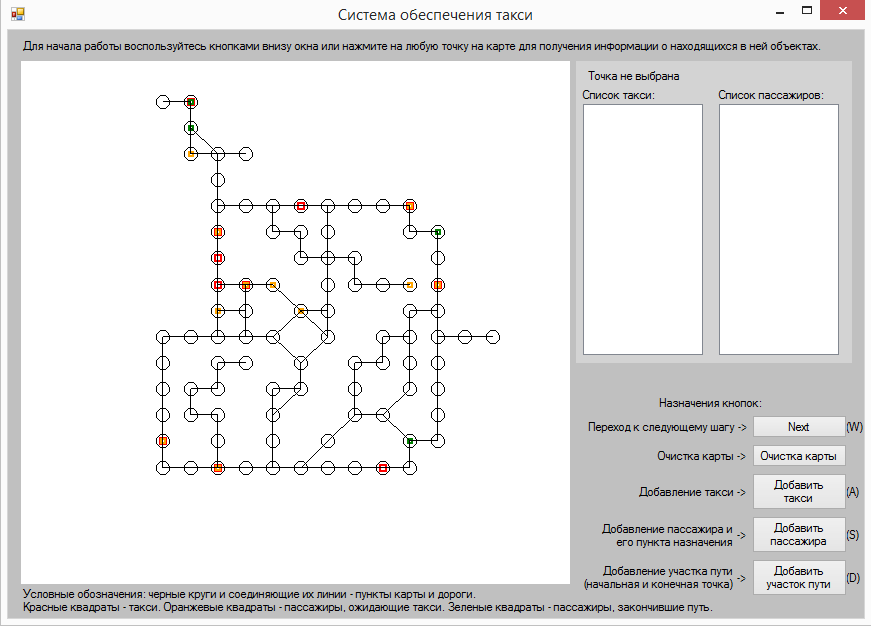 Система обеспечения такси
Для начала работы воспользуйтесь кнопками внизу окна или нажмите на любую точку на карте для получения информации о находящихся в ней объектах.
Точка не выбрана
Список такси:
Список пассажиров:
Назначения кнопок:
Переход к следующему шагу -> Next (W)
Очистка карты -> Очистка карты
Добавление такси -> Добавить такси (A)
Добавление пассажира и
его пункта назначения -> Добавить пассажира (S)
Добавление участка пути
(начальная и конечная точка) -> Добавить участок пути (D)
Условные обозначения: черные круги и соединяющие их линии - пункты карты и дороги.
Красные квадраты - такси. Оранжевые квадраты - пассажиры, ожидающие такси. Зеленые квадраты - пассажиры, закончившие путь.